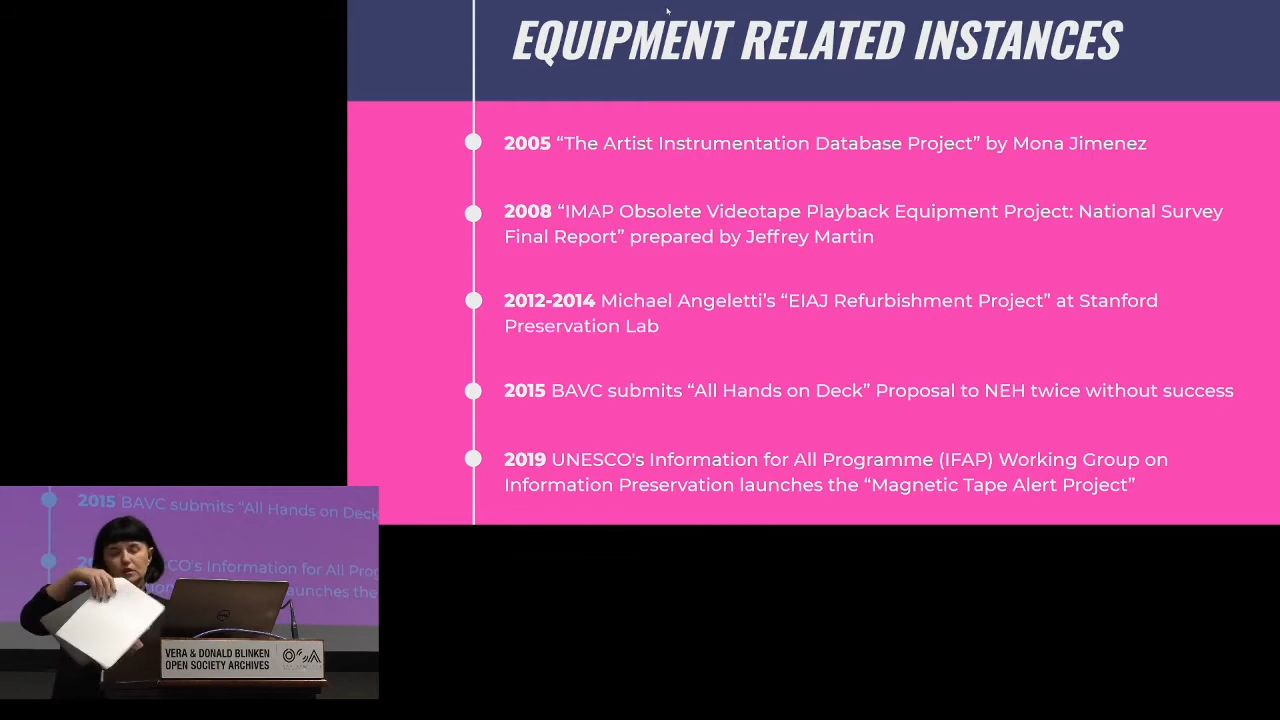 EQUIPMENT RELATED INSTANCES
2005 “The Artist Instrumentation Database Project” by Mona Jimenez
2008 “IMAP Obsolete Videotape Playback Equipment Project: National Survey
Final Report” prepared by Jeffrey Martin
2012-2014 Michael Angeletti’s “EIAJ Refurbishment Project” at Stanford
Preservation Lab
2015 BAVC submits “All Hands on Deck” Proposal to NEH twice without success
2019 UNESCO's Information for All Programme (IFAP) Working Group on
Information Preservation launches the “Magnetic Tape Alert Project”
2015 BAVC submits “All Hands on Deck
CO's Information for All Prog
launches the
DELL
VERA & DONALD BLINKEN
OPEN SOCIETY ARCHIVES
OSA